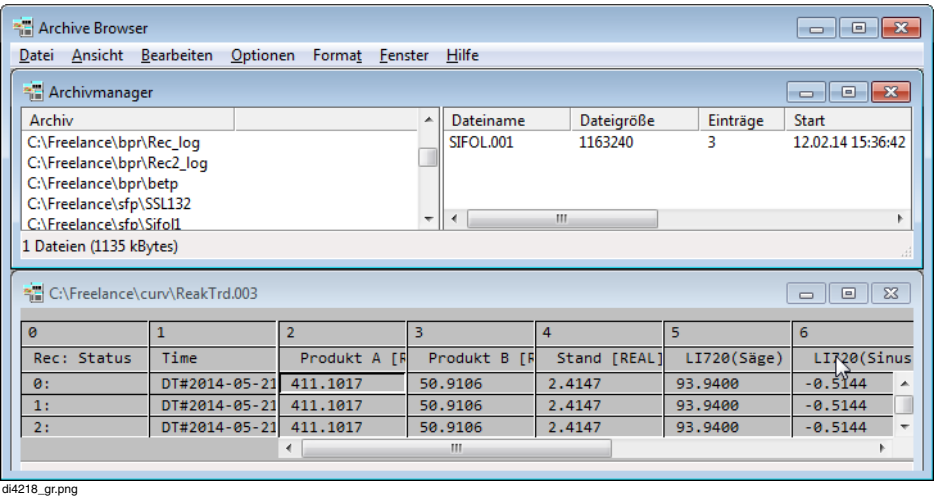 Archive Browser
Datei Ansicht Bearbeiten Optionen Format Fenster Hilfe
Archivmanager
Archiv
C:\Freelance\bpr\Rec_log
C:\Freelance\bpr\Rec2_log
C:\Freelance\bpr\betp
C:\Freelance\sfp\SSL132
C:\Freelance\sfp\Sifol1
Dateiname Dateigröße Einträge Start
SIFOL.001 1163240 3 12.02.14 15:36:42
1 Dateien (1135 kBytes)
C:\Freelance\curv\ReakTrd.003
0 1 2 3 4 5 6
Rec: Status Time Produkt A [R Produkt B [R Stand [REAL] LI720(Säge) LI720(Sinus
0: DT#2014-05-21 411.1017 50.9106 2.4147 93.9400 -0.5144
1: DT#2014-05-21 411.1017 50.9106 2.4147 93.9400 -0.5144
2: DT#2014-05-21 411.1017 50.9106 2.4147 93.9400 -0.5144
di4218_gr.png